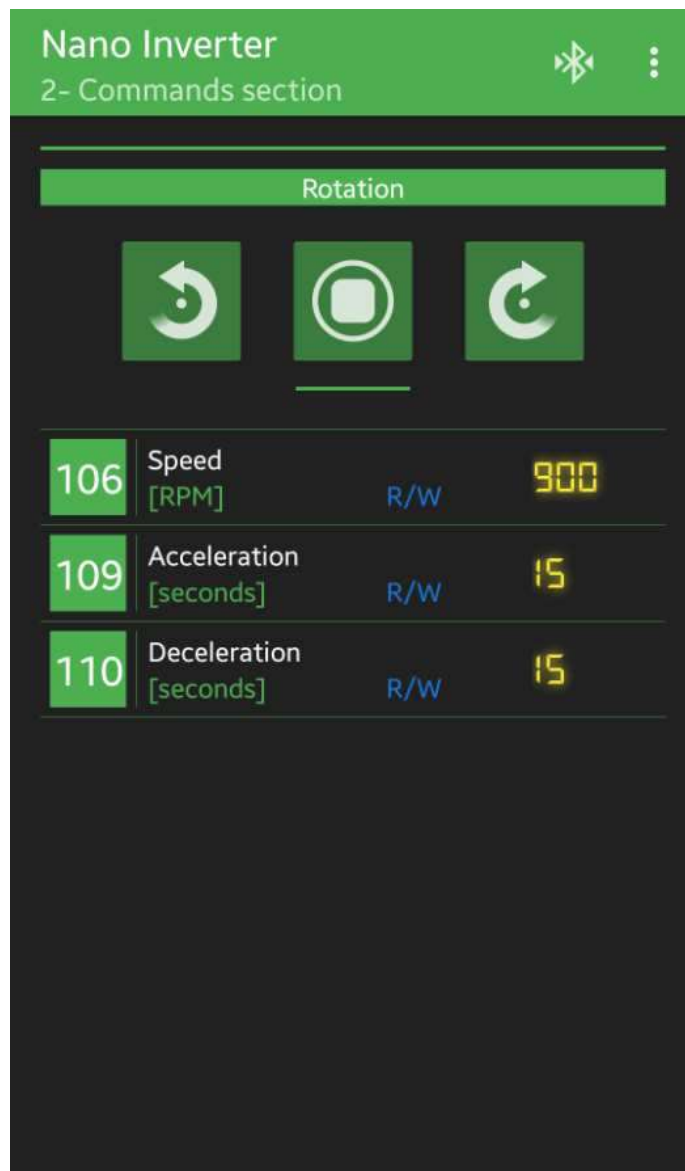 Nano Inverter
2- Commands section
Rotation
106 Speed
[RPM] R/W 900
109 Acceleration
[seconds] R/W 15
110 Deceleration
[seconds] R/W 15